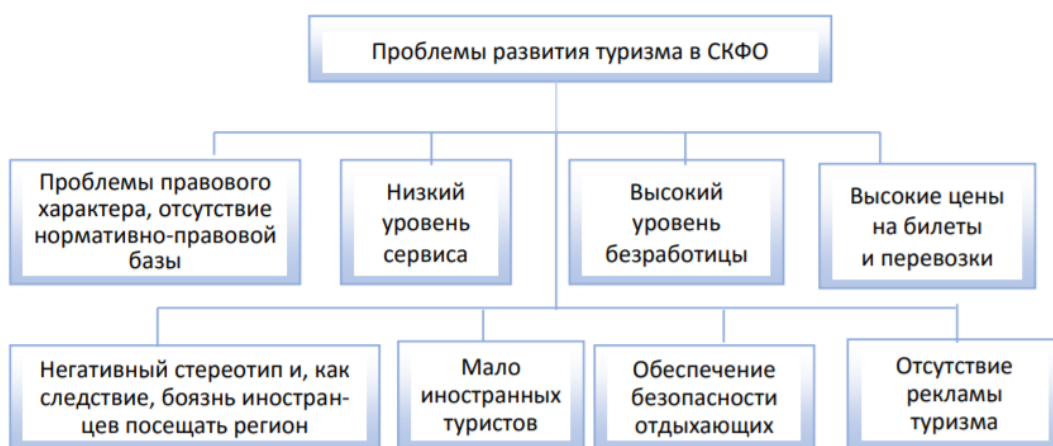 Проблемы развития туризма в СКФО
Проблемы правового
характера, отсутствие
нормативно-правовой
базы
Низкий
уровень
сервиса
Высокий
уровень
безработицы
Высокие цены
на билеты
и перевозки
Негативный стереотип и, как
следствие, боязнь иностран-
цев посещать регион
Мало
иностранных
туристов
Обеспечение
безопасности
отдыхающих
Отсутствие
рекламы
туризма